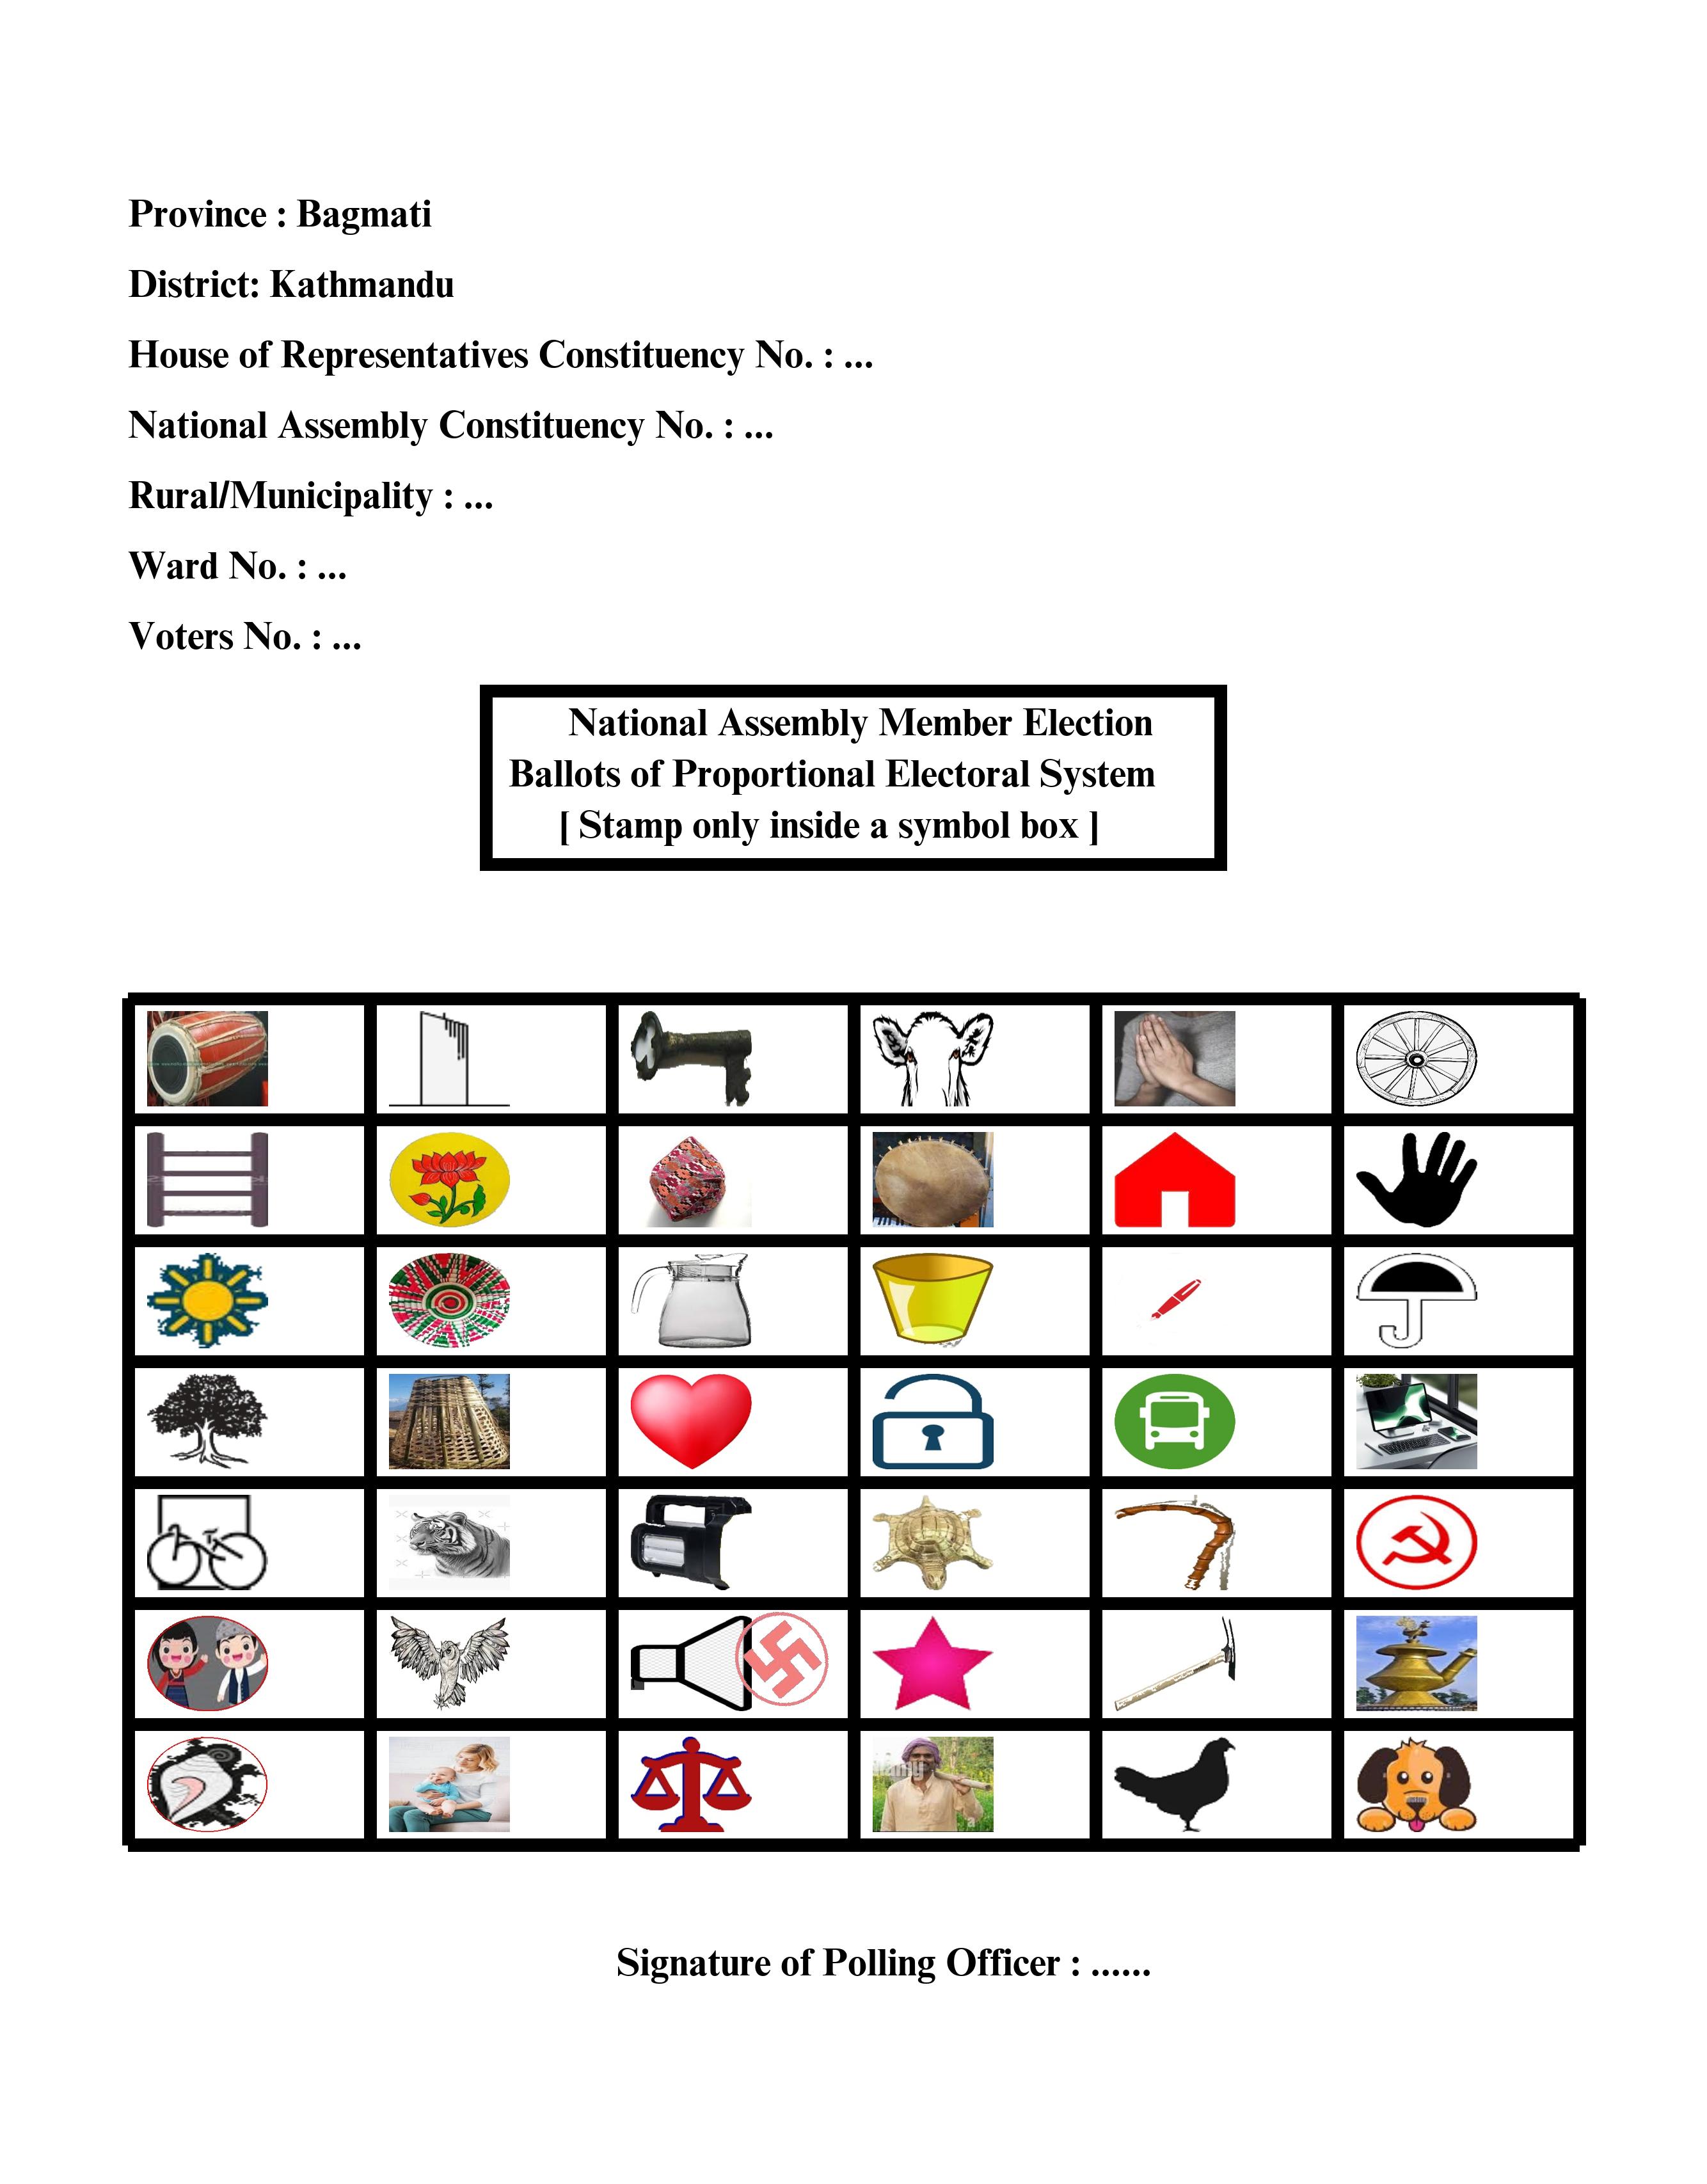 Province : Bagmati
District: Kathmandu
House of Representatives Constituency No. : ...
National Assembly Constituency No. : ...
Rural/Municipality : ...
Ward No. : ...
Voters No. : ...
National Assembly Member Election
Ballots of Proportional Electoral System
[ Stamp only inside a symbol box ]
Signature of Polling Officer : ......